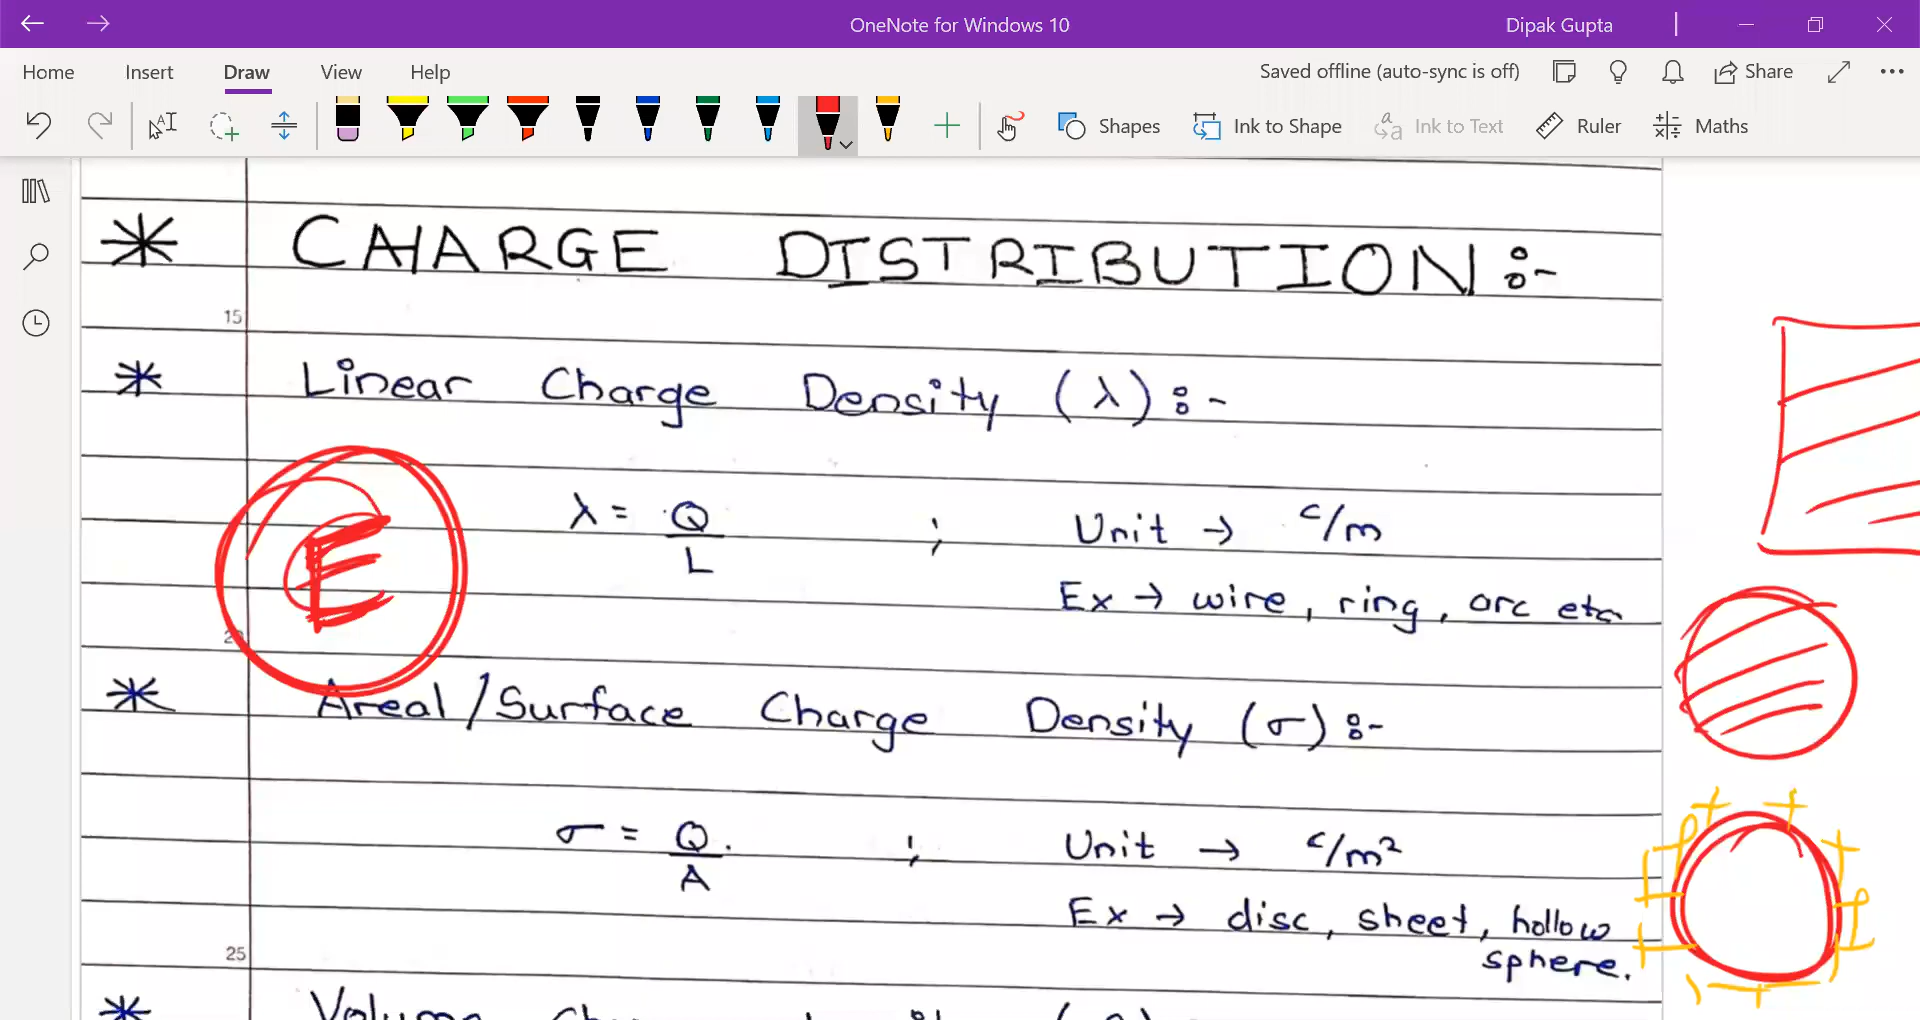 OneNote for Windows 10
Dipak Gupta
Home Insert Draw View Help
Saved offline (auto-sync is off) Share
Shapes Ink to Shape Ink to Text Ruler Maths
CHARGE DISTRIBUTION:-
15
Linear Charge Density (λ):-
λ = Q/L ; Unit → C/m
E
Ex → wire, ring, arc etc
Areal/Surface Charge Density (σ):-
σ = Q/A ; Unit → C/m²
Ex → disc, sheet, hollow
sphere.
25